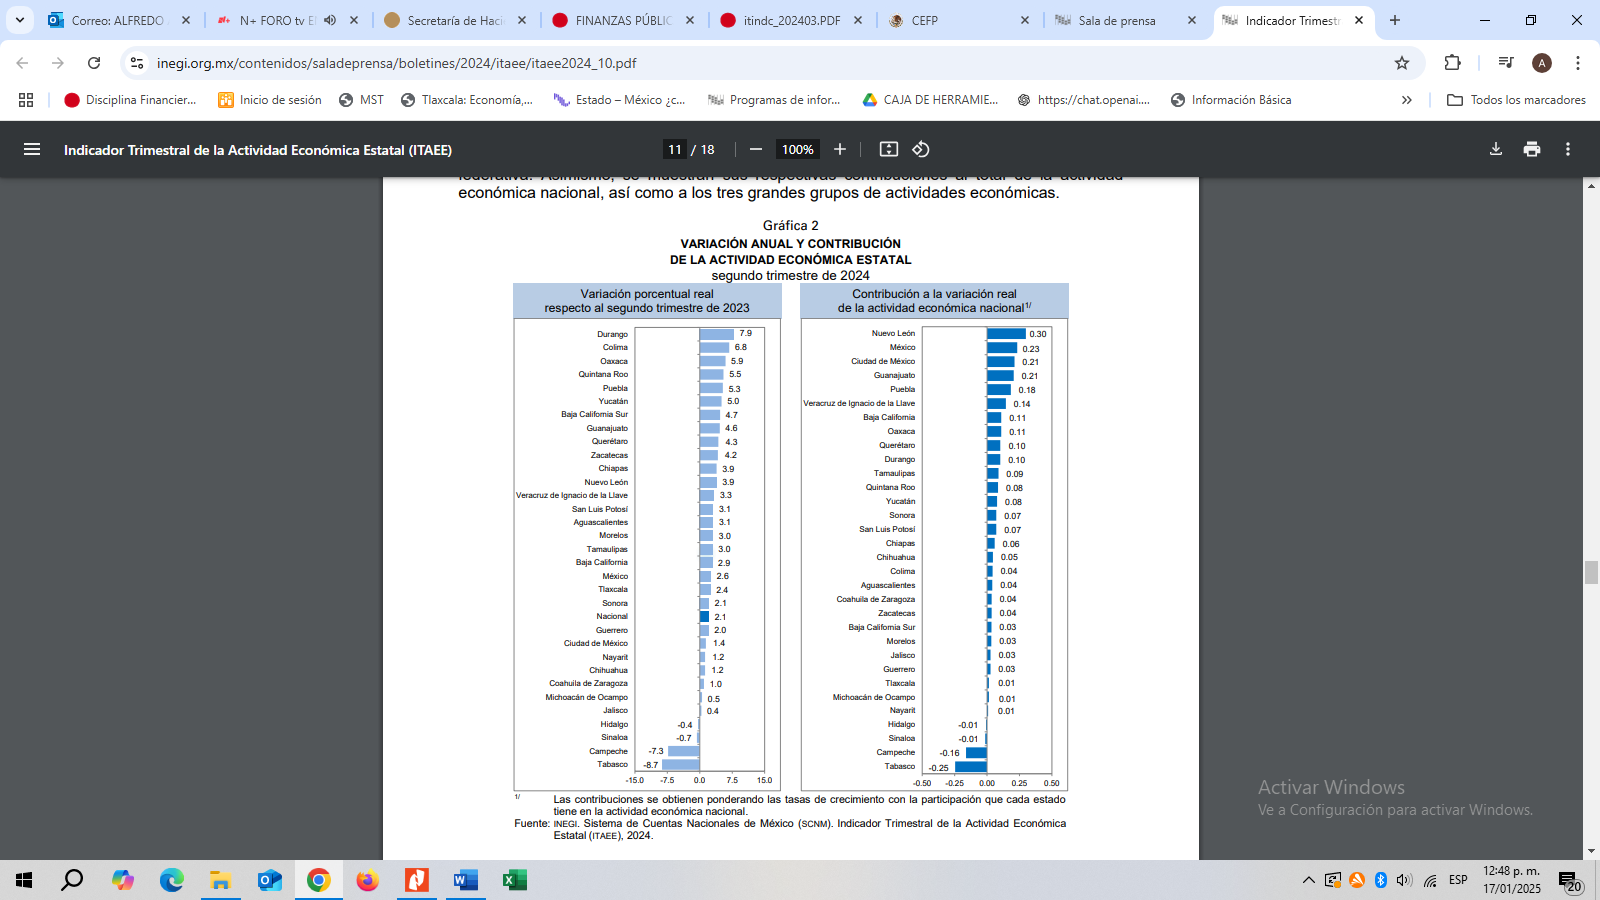 Correo: ALFREDO
N+ FORO tv E
Secretaría de Haci
FINANZAS PÚBLIC
itindc_202403.PDF
CEFP
Sala de prensa
Indicador Trimestr
inegi.org.mx/contenidos/saladeprensa/boletines/2024/itaee/itaee2024_10.pdf
A
Disciplina Financier...
Inicio de sesión
MST
Tlaxcala: Economía,...
Estado – México ¿c...
Programas de infor...
CAJA DE HERRAMIE...
https://chat.openai....
Información Básica
Todos los marcadores
Indicador Trimestral de la Actividad Económica Estatal (ITAEE)
11 / 18
100%
federativa. Asimismo, se muestran sus respectivas contribuciones al total de la actividad
económica nacional, así como a los tres grandes grupos de actividades económicas.
Gráfica 2
VARIACIÓN ANUAL Y CONTRIBUCIÓN
DE LA ACTIVIDAD ECONÓMICA ESTATAL
segundo trimestre de 2024
Variación porcentual real
respecto al segundo trimestre de 2023
Durango 7.9
Colima 6.8
Oaxaca 5.9
Quintana Roo 5.5
Puebla 5.3
Yucatán 5.0
Baja California Sur 4.7
Guanajuato 4.6
Querétaro 4.3
Zacatecas 4.2
Chiapas 3.9
Nuevo León 3.9
Veracruz de Ignacio de la Llave 3.3
San Luis Potosí 3.1
Aguascalientes 3.1
Morelos 3.0
Tamaulipas 3.0
Baja California 2.9
México 2.6
Tlaxcala 2.4
Sonora 2.1
Nacional 2.1
Guerrero 2.0
Ciudad de México 1.4
Nayarit 1.2
Chihuahua 1.2
Coahuila de Zaragoza 1.0
Michoacán de Ocampo 0.5
Jalisco 0.4
Hidalgo -0.4
Sinaloa -0.7
Campeche -7.3
Tabasco -8.7
-15.0 -7.5 0.0 7.5 15.0
Contribución a la variación real
de la actividad económica nacional1/
Nuevo León 0.30
México 0.23
Ciudad de México 0.21
Guanajuato 0.21
Puebla 0.18
Veracruz de Ignacio de la Llave 0.14
Baja California 0.11
Oaxaca 0.11
Querétaro 0.10
Durango 0.10
Tamaulipas 0.09
Quintana Roo 0.08
Yucatán 0.08
Sonora 0.07
San Luis Potosí 0.07
Chiapas 0.06
Chihuahua 0.05
Colima 0.04
Aguascalientes 0.04
Coahuila de Zaragoza 0.04
Zacatecas 0.04
Baja California Sur 0.03
Morelos 0.03
Jalisco 0.03
Guerrero 0.03
Tlaxcala 0.01
Michoacán de Ocampo 0.01
Nayarit 0.01
Hidalgo -0.01
Sinaloa -0.01
Campeche -0.16
Tabasco -0.25
-0.50 -0.25 0.00 0.25 0.50
1/ Las contribuciones se obtienen ponderando las tasas de crecimiento con la participación que cada estado
tiene en la actividad económica nacional.
Fuente: INEGI. Sistema de Cuentas Nacionales de México (SCNM). Indicador Trimestral de la Actividad Económica
Estatal (ITAEE), 2024.
Activar Windows
Ve a Configuración para activar Windows.
ESP
12:48 p. m.
17/01/2025
20